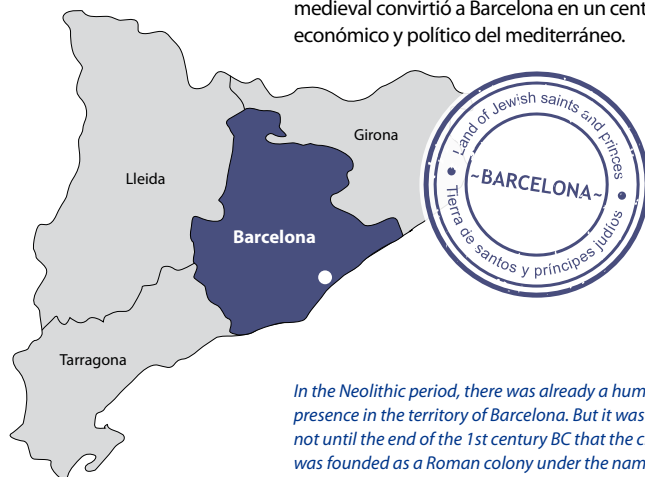 medieval convirtió a Barcelona en un
económico y político del mediterráneo.
Girona
Land of Jewish saints and princes
~BARCELONA~
Tierra de santos y príncipes judíos
Lleida
Barcelona
Tarragona
In the Neolithic period, there was already a
presence in the territory of Barcelona. But it was
not until the end of the 1st century BC that the
was founded as a Roman colony under the